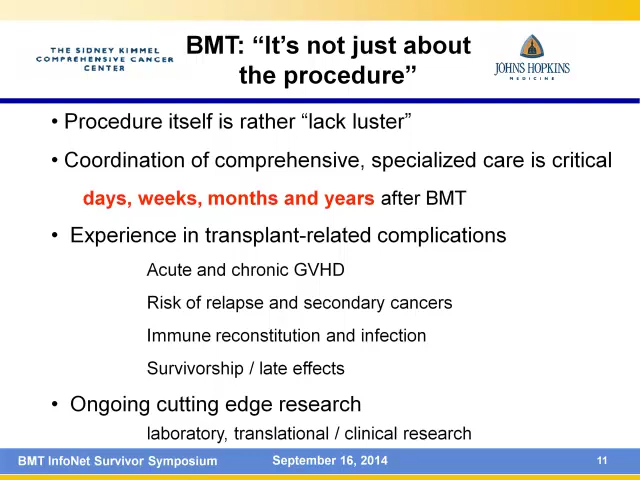 THE SIDNEY KIMMEL
COMPREHENSIVE CANCER
CENTER
BMT: “It’s not just about
the procedure”
JOHNS HOPKINS
MEDICINE
• Procedure itself is rather “lack luster”
• Coordination of comprehensive, specialized care is critical
days, weeks, months and years after BMT
• Experience in transplant-related complications
Acute and chronic GVHD
Risk of relapse and secondary cancers
Immune reconstitution and infection
Survivorship / late effects
• Ongoing cutting edge research
laboratory, translational / clinical research
BMT InfoNet Survivor Symposium
September 16, 2014
11